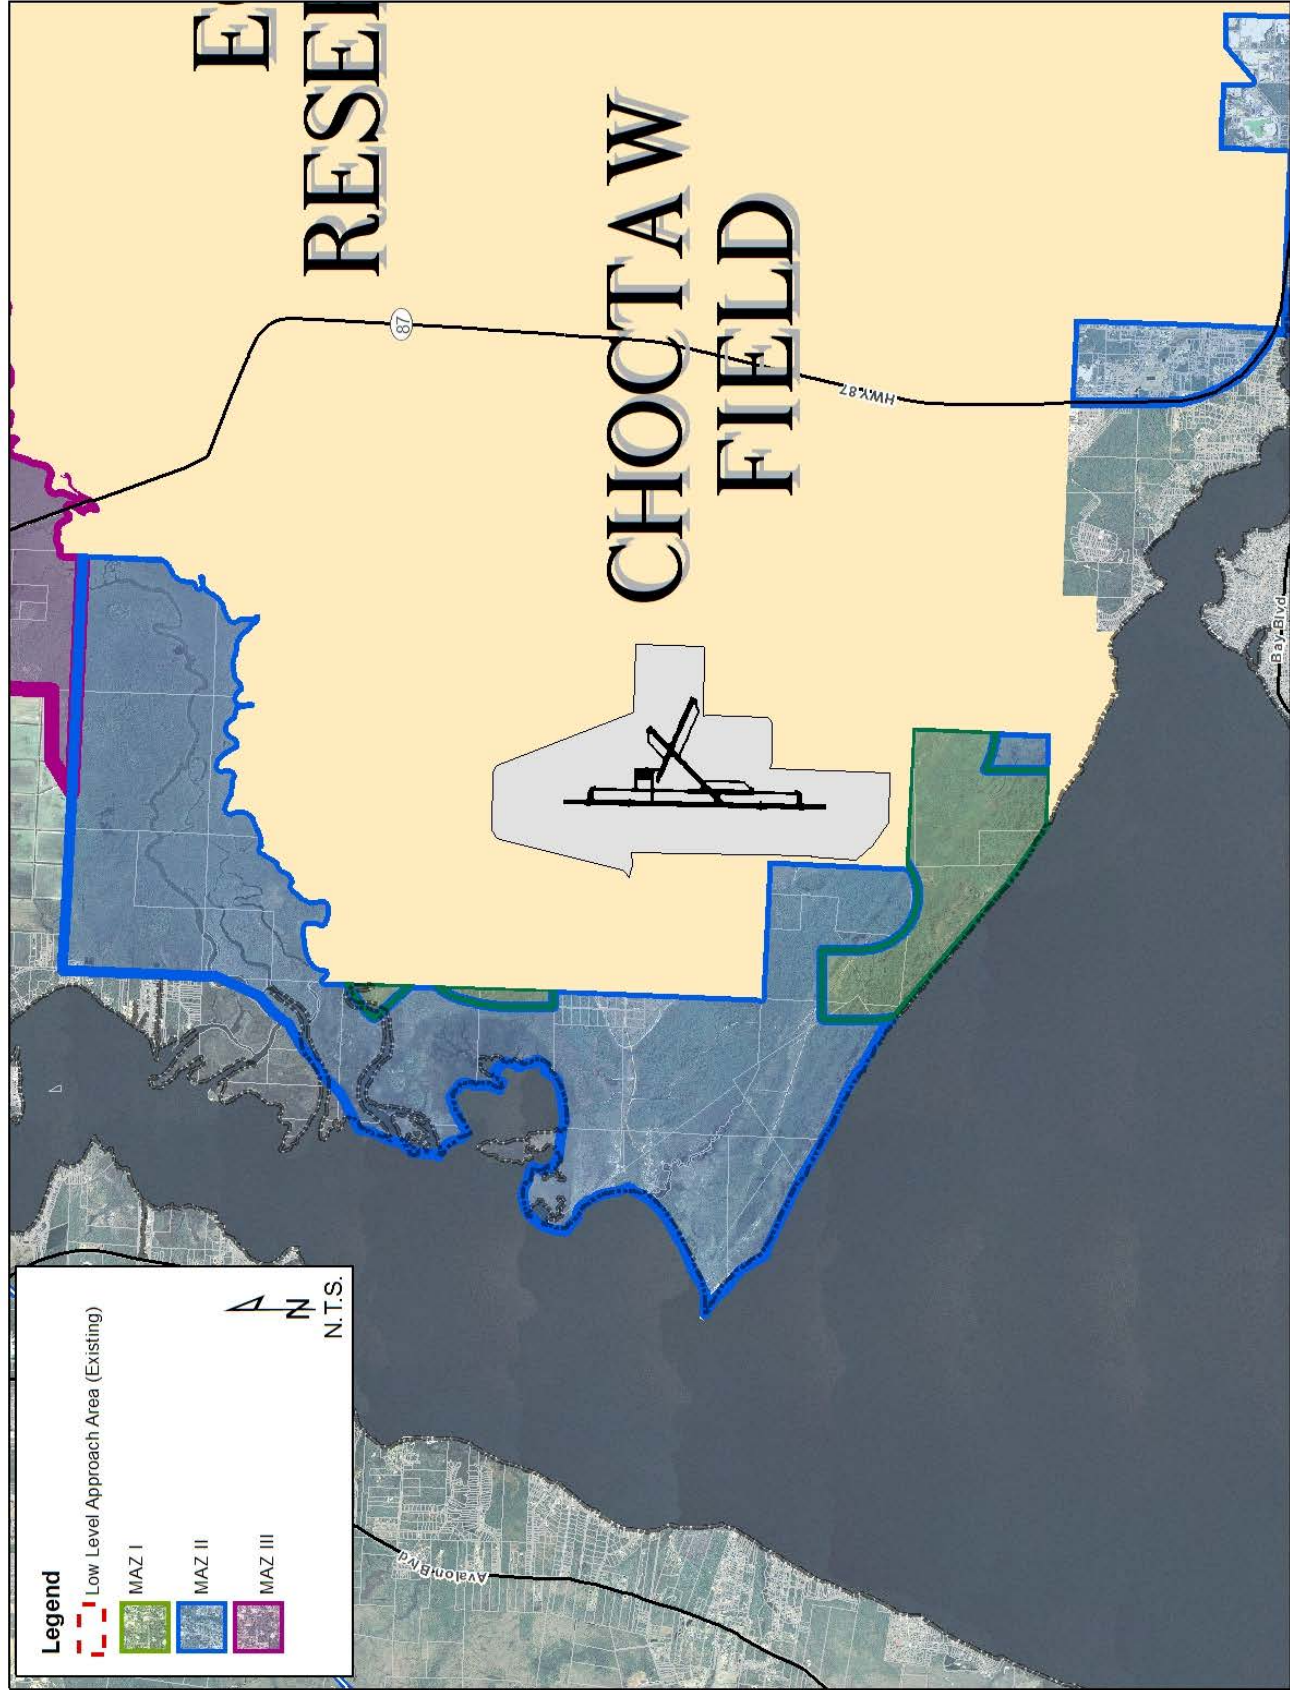 E
RESE
CHOCTAW
FIELD
87
HWY 87
Bay Blvd
Avalon Blvd
Legend
Low Level Approach Area (Existing)
MAZ I
MAZ II
MAZ III
N
N.T.S.